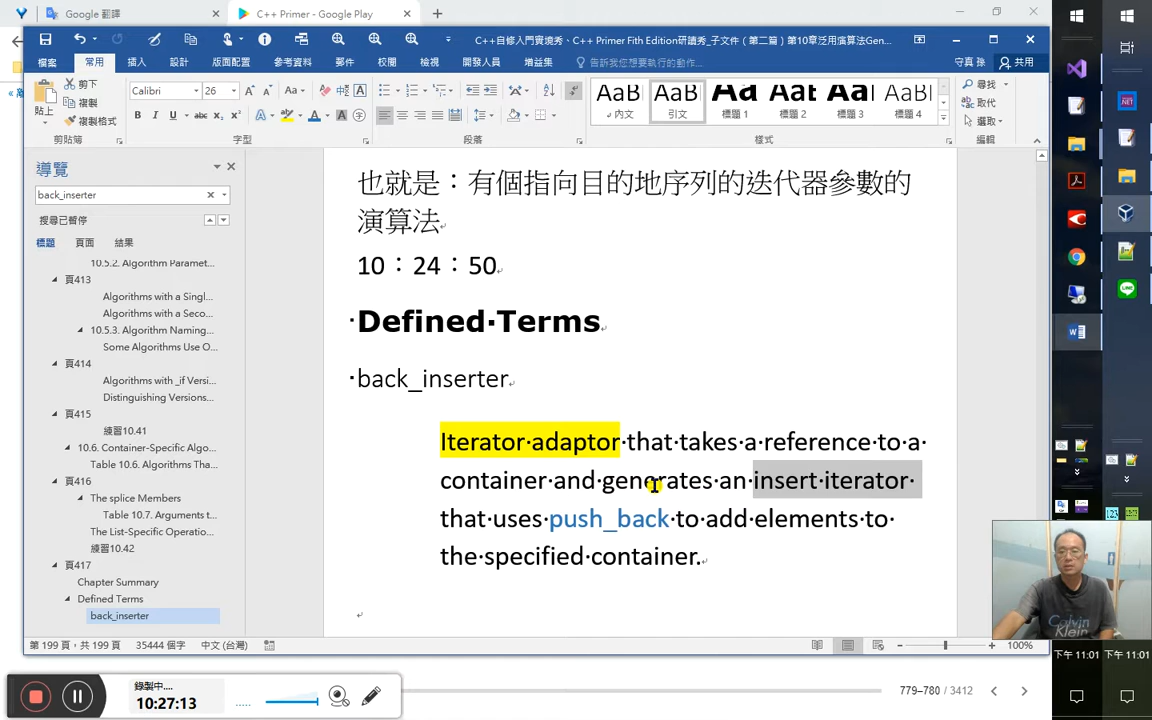 Google 翻譯
C++ Primer - Google Play
C++自修入門實境秀、C++ Primer Fith Edition研讀秀_子文件（第二篇）第10章泛用演算法Gen...
檔案 常用 插入 設計 版面配置 參考資料 郵件 校閱 檢視 開發人員 增益集 告訴我您想要執行的動作... 守真 孫 共用
貼上
剪下
複製
複製格式
剪貼簿
Calibri 26
字型
段落
AaB 內文
AaB 引文
Aa 標題 1
Aat 標題 2
Aal 標題 3
AaB 標題 4
樣式
尋找
取代
選取
編輯
導覽
back_inserter
搜尋已暫停
標題 頁面 結果
10.5.2. Algorithm Paramet...
頁413
Algorithms with a Singl...
Algorithms with a Seco...
10.5.3. Algorithm Naming...
Some Algorithms Use O...
頁414
Algorithms with _if Versi...
Distinguishing Versions...
頁415
練習10.41
10.6. Container-Specific Algo...
Table 10.6. Algorithms Tha...
頁416
The splice Members
Table 10.7. Arguments t...
The List-Specific Operatio...
練習10.42
頁417
Chapter Summary
Defined Terms
back_inserter
也就是：有個指向目的地序列的迭代器參數的
演算法
10：24：50
Defined Terms
back_inserter
Iterator adaptor that takes a reference to a
container and generates an insert iterator
that uses push_back to add elements to
the specified container.
第 199 頁，共 199 頁 35444 個字 中文 (台灣) 100%
錄製中....
10:27:13
779–780 / 3412
Calvin
Klein
下午 11:01 下午 11:01